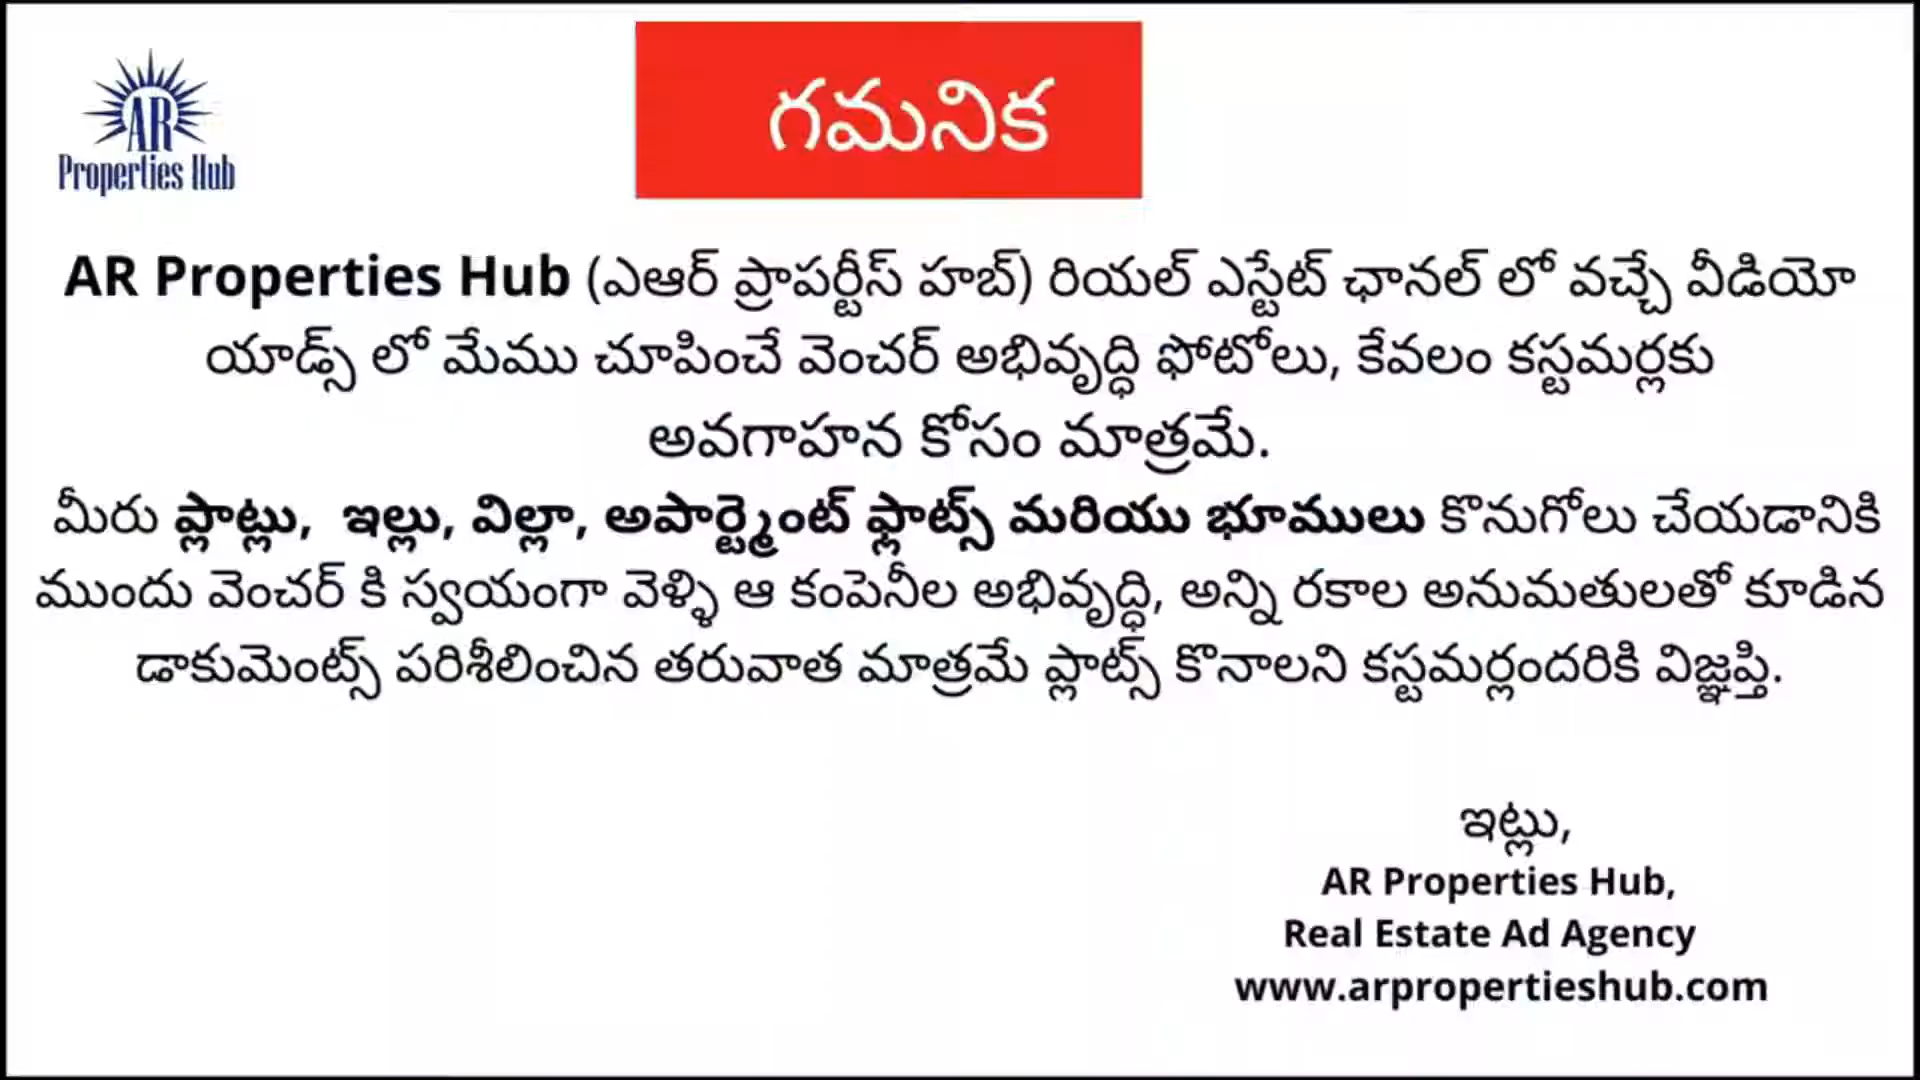 AR
Properties Hub
గమనిక
AR Properties Hub (ఎఆర్ ప్రాపర్టీస్ హబ్) రియల్ ఎస్టేట్ ఛానల్ లో వచ్చే వీడియో
యాడ్స్ లో మేము చూపించే వెంచర్ అభివృద్ధి ఫోటోలు, కేవలం కస్టమర్లకు
అవగాహన కోసం మాత్రమే.
మీరు ప్లాట్లు, ఇల్లు, విల్లా, అపార్ట్మెంట్ ఫ్లాట్స్ మరియు భూములు కొనుగోలు చేయడానికి
ముందు వెంచర్ కి స్వయంగా వెళ్ళి ఆ కంపెనీల అభివృద్ధి, అన్ని రకాల అనుమతులతో కూడిన
డాకుమెంట్స్ పరిశీలించిన తరువాత మాత్రమే ప్లాట్స్ కొనాలని కస్టమర్లందరికి విజ్ఞప్తి.
ఇట్లు,
AR Properties Hub,
Real Estate Ad Agency
www.arpropertieshub.com